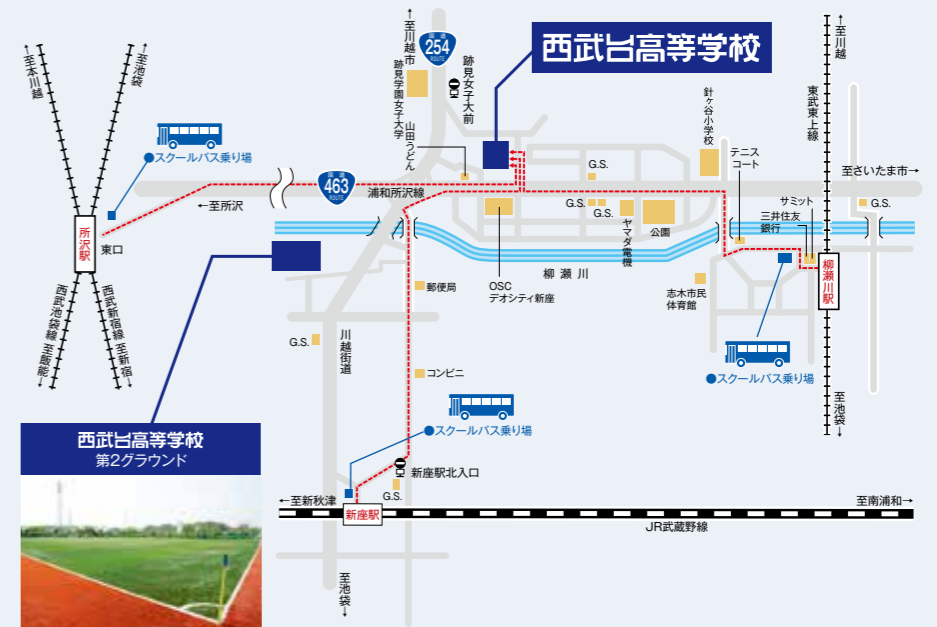 ←至川越市
国道
254
ROUTE
跡見女子大前
跡見学園女子大学
山田うどん
西武台高等学校
針ヶ谷小学校
テニス
コート
←至川越
東武東上線
至さいたま市→
←至本川越
至池袋→
●スクールバス乗り場
国道
463
ROUTE
浦和所沢線
←至所沢
G.S.
G.S.
G.S.
ヤマダ電機
公園
サミット
三井住友
銀行
G.S.
所沢駅
東口
西武池袋線 至飯能→
西武新宿線 至新宿→
OSC
デオシティ新座
柳瀬川
志木市民
体育館
柳瀬川駅
郵便局
G.S.
川越街道
コンビニ
●スクールバス乗り場
至池袋→
●スクールバス乗り場
西武台高等学校
第2グラウンド
新座駅北入口
G.S.
←至新秋津
新座駅
至南浦和→
JR武蔵野線
至池袋→